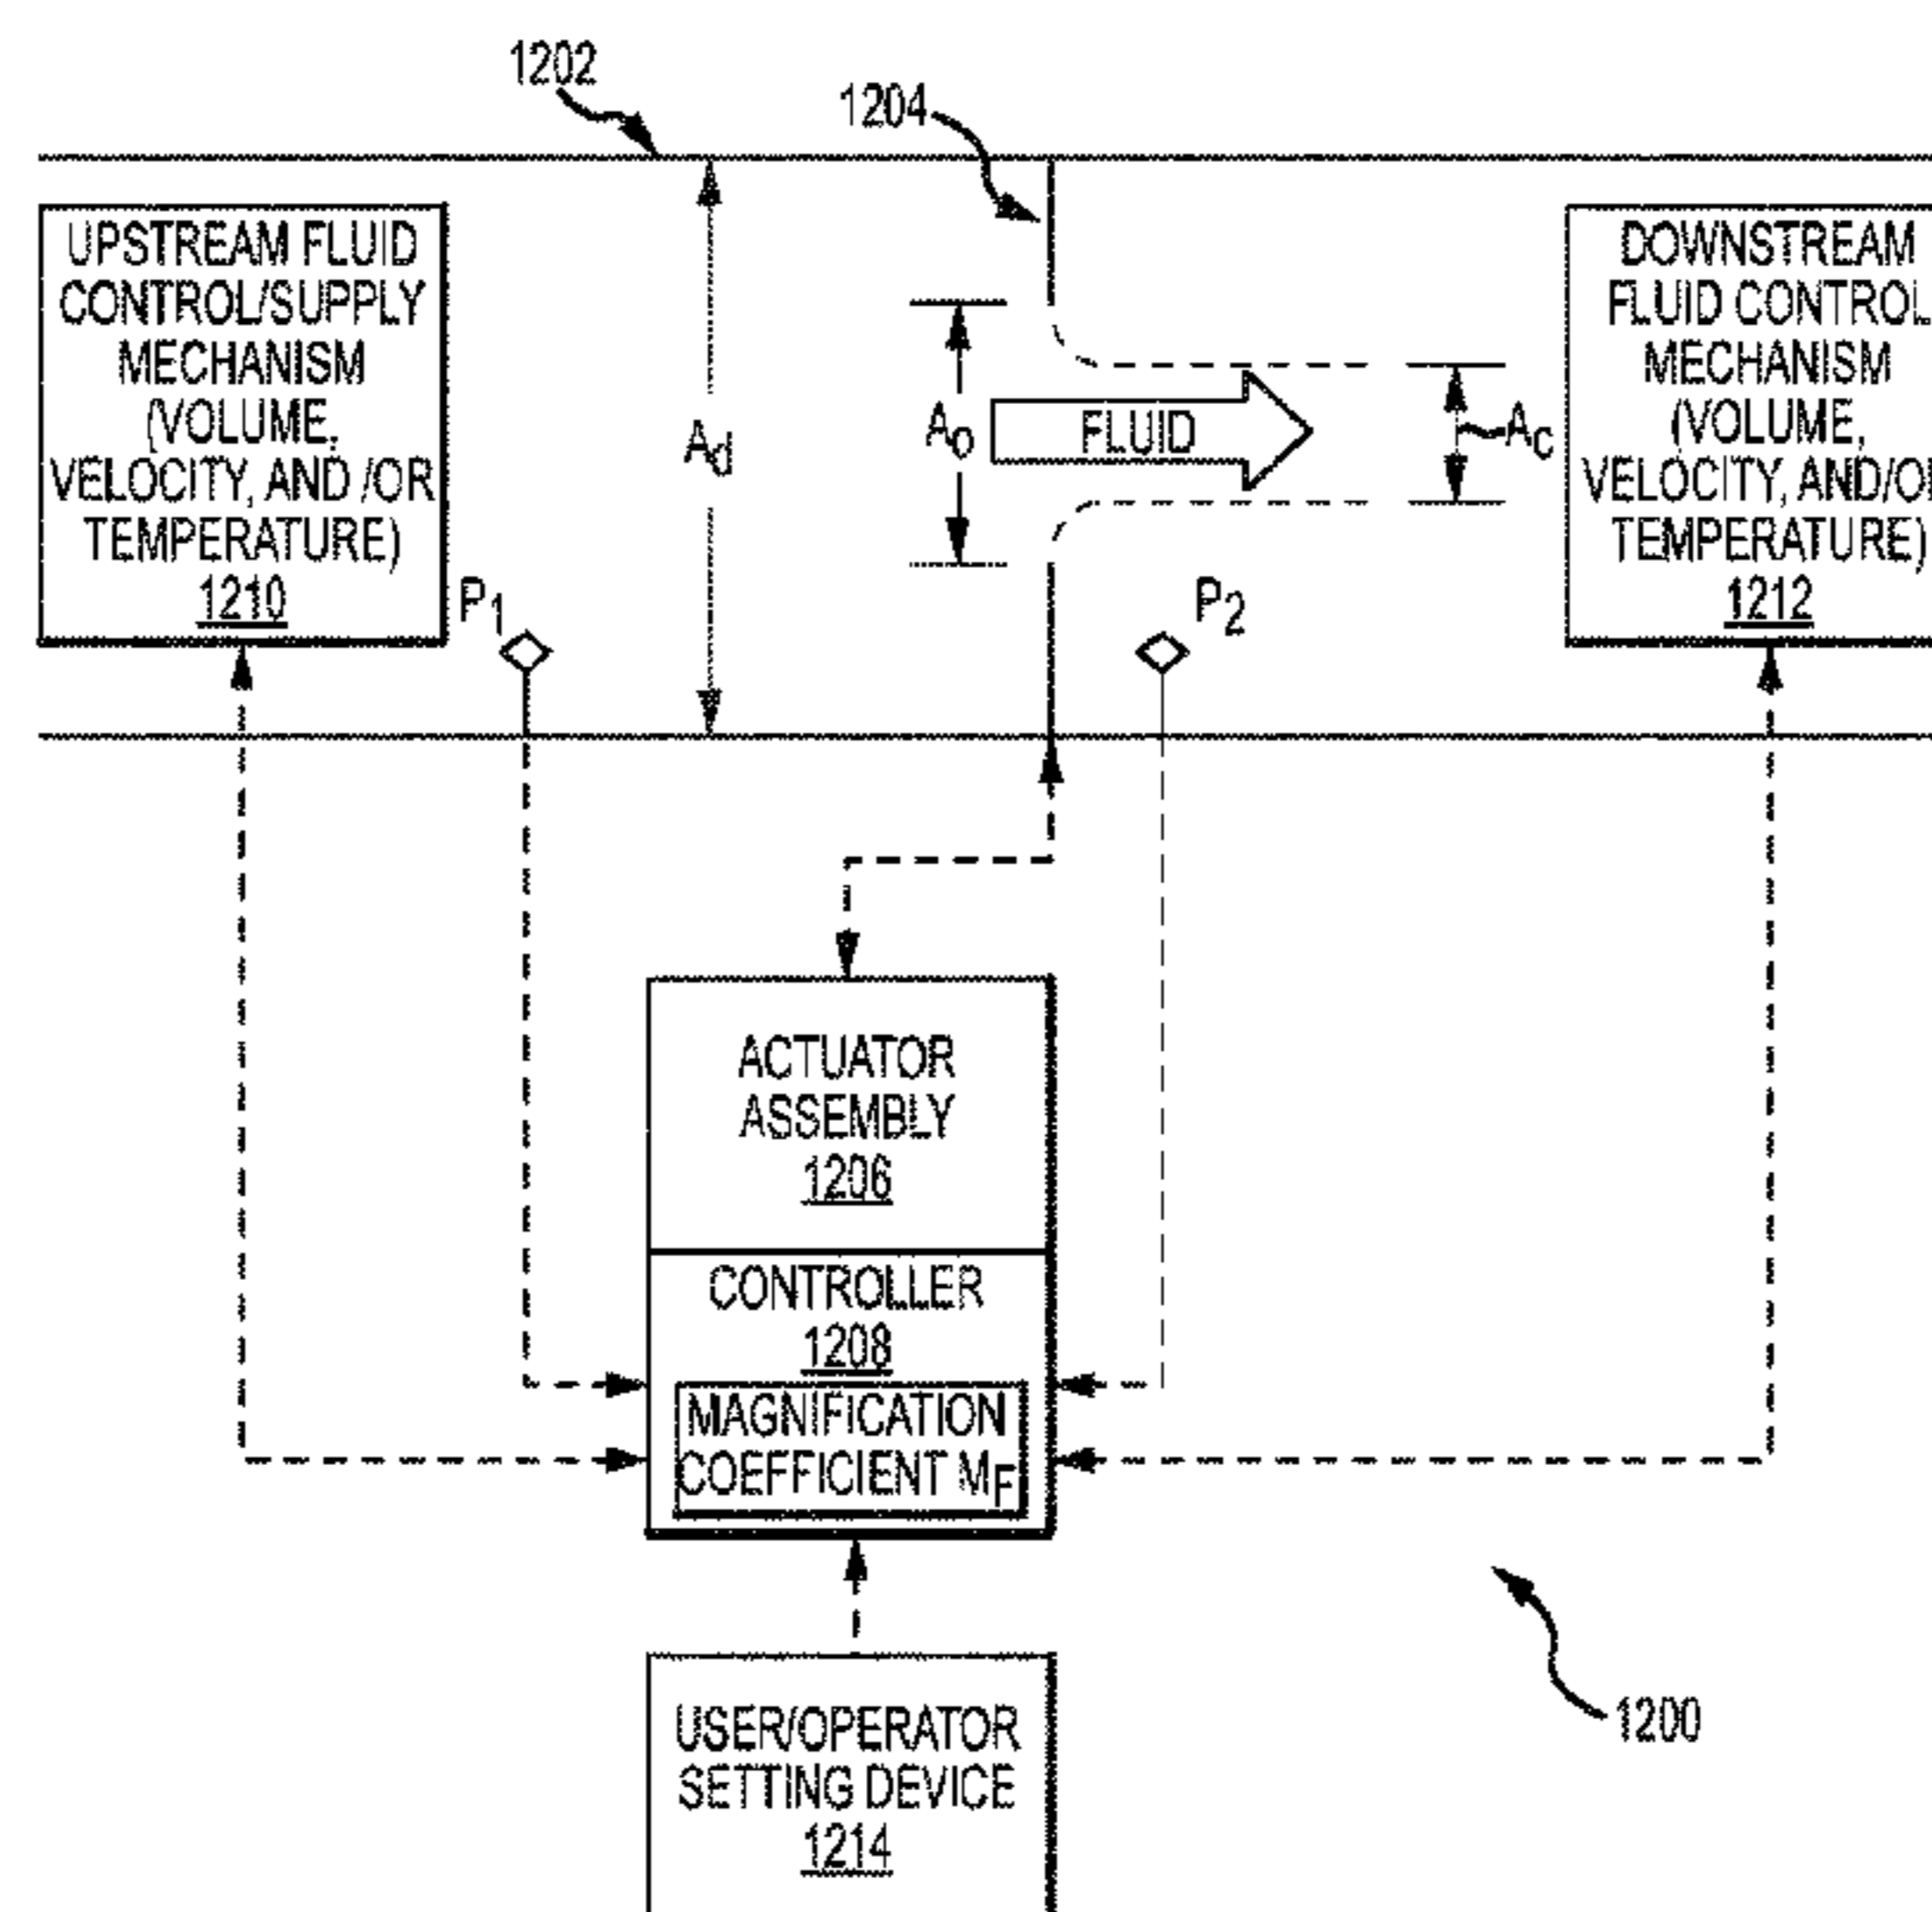 1202
1204
UPSTREAM FLUID
CONTROL/SUPPLY
MECHANISM
(VOLUME,
VELOCITY, AND /OR
TEMPERATURE)
1210
Ad
Ao
FLUID
Ac
DOWNSTREAM
FLUID CONTROL
MECHANISM
(VOLUME,
VELOCITY, AND/OR
TEMPERATURE)
1212
P1
P2
ACTUATOR
ASSEMBLY
1206
CONTROLLER
1208
MAGNIFICATION
COEFFICIENT MF
USER/OPERATOR
SETTING DEVICE
1214
1200